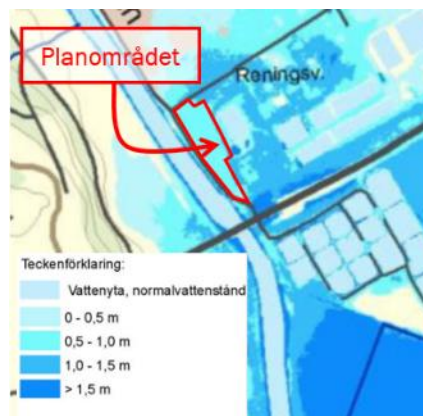 Planområdet
Reningsv.
Teckenförklaring:
Vattenyta, normalvattenstånd
0 - 0,5 m
0,5 - 1,0 m
1,0 - 1,5 m
> 1,5 m